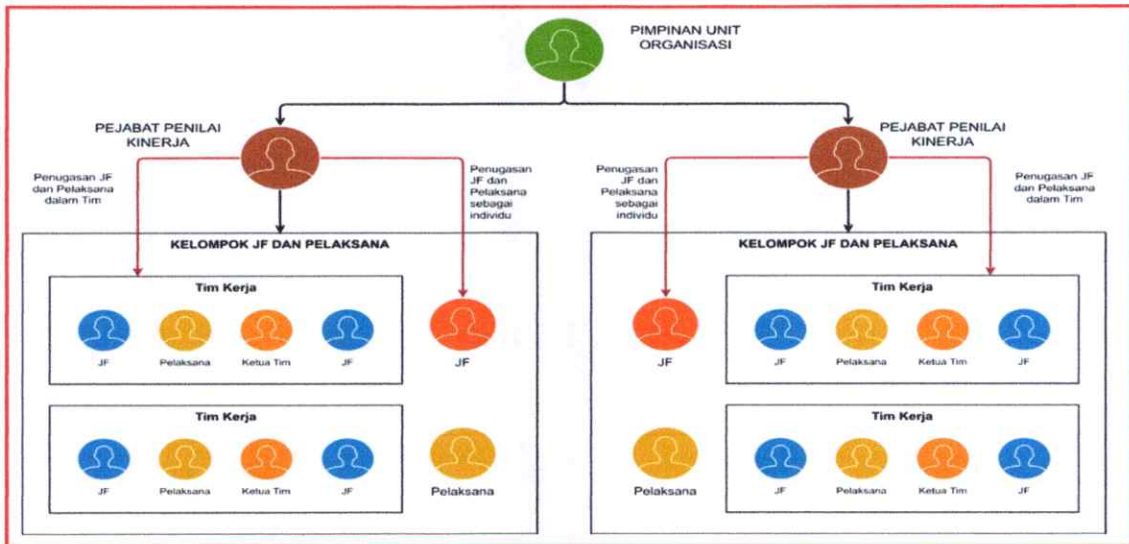 PIMPINAN UNIT
ORGANISASI
PEJABAT PENILAI
KINERJA
Penugasan JF
dan Pelaksana
dalam Tim
Penugasan
JF dan
Pelaksana
sebagai
individu
KELOMPOK JF DAN PELAKSANA
Tim Kerja
JF
Pelaksana
Ketua Tim
JF
JF
Tim Kerja
JF
Pelaksana
Ketua Tim
JF
Pelaksana
PEJABAT PENILAI
KINERJA
Penugasan
JF dan
Pelaksana
sebagai
individu
Penugasan JF
dan Pelaksana
dalam Tim
KELOMPOK JF DAN PELAKSANA
JF
Tim Kerja
JF
Pelaksana
Ketua Tim
JF
Pelaksana
Tim Kerja
JF
Pelaksana
Ketua Tim
JF